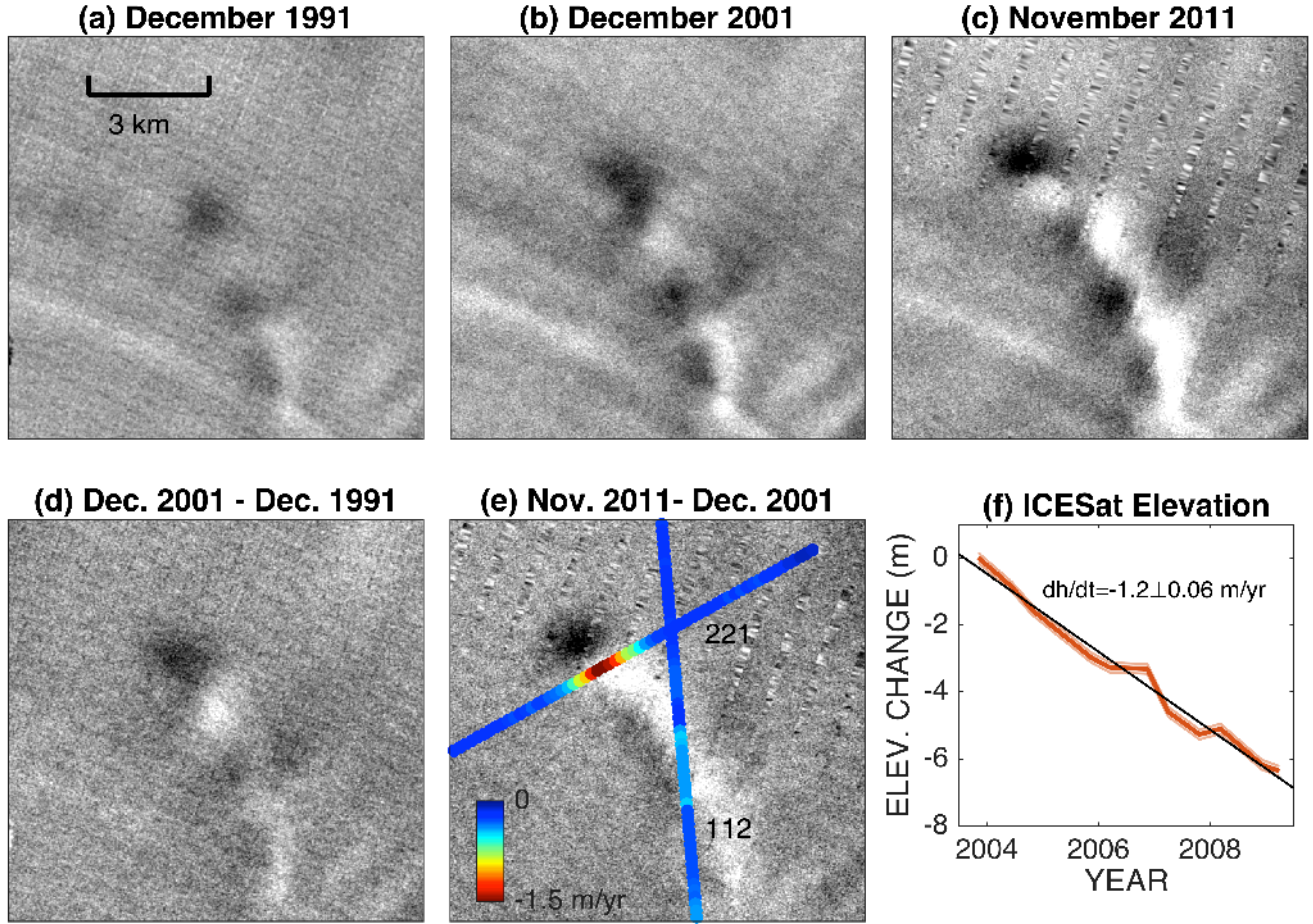 (a) December 1991
(b) December 2001
(c) November 2011
3 km
(d) Dec. 2001 - Dec. 1991
(e) Nov. 2011- Dec. 2001
(f) ICESat Elevation
221
112
0
-1.5 m/yr
dh/dt=-1.2⊥0.06 m/yr
ELEV. CHANGE (m)
0
-2
-4
-6
-8
2004
2006
2008
YEAR